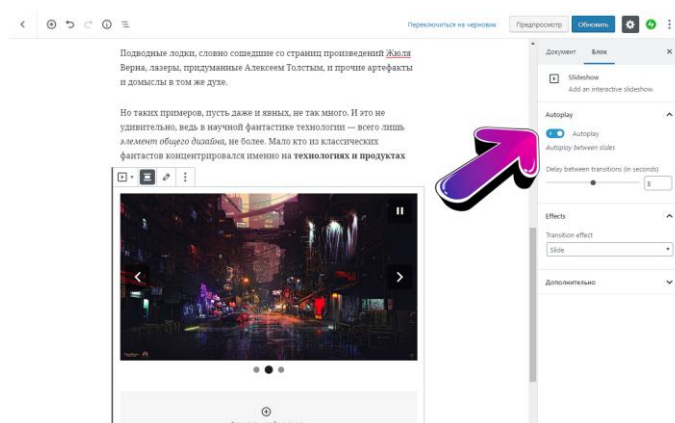 Переключиться на черновик Предпросмотр Обновить
Подводные лодки, словно сошедшие со страниц произведений Жюля
Верна, лазеры, придуманные Алексеем Толстым, и прочие артефакты
и домыслы в том же духе.
Но таких примеров, пусть даже и явных, не так много. И это не
удивительно, ведь в научной фантастике технологии — всего лишь
элемент общего дизайна, не более. Мало кто из классических
фантастов концентрировался именно на технологиях и продуктах
Документ Блок
Slideshow
Add an interactive slideshow.
Autoplay
Autoplay
Autoplay between slides
Delay between transitions (in seconds)
3
Effects
Transition effect
Slide
Дополнительно